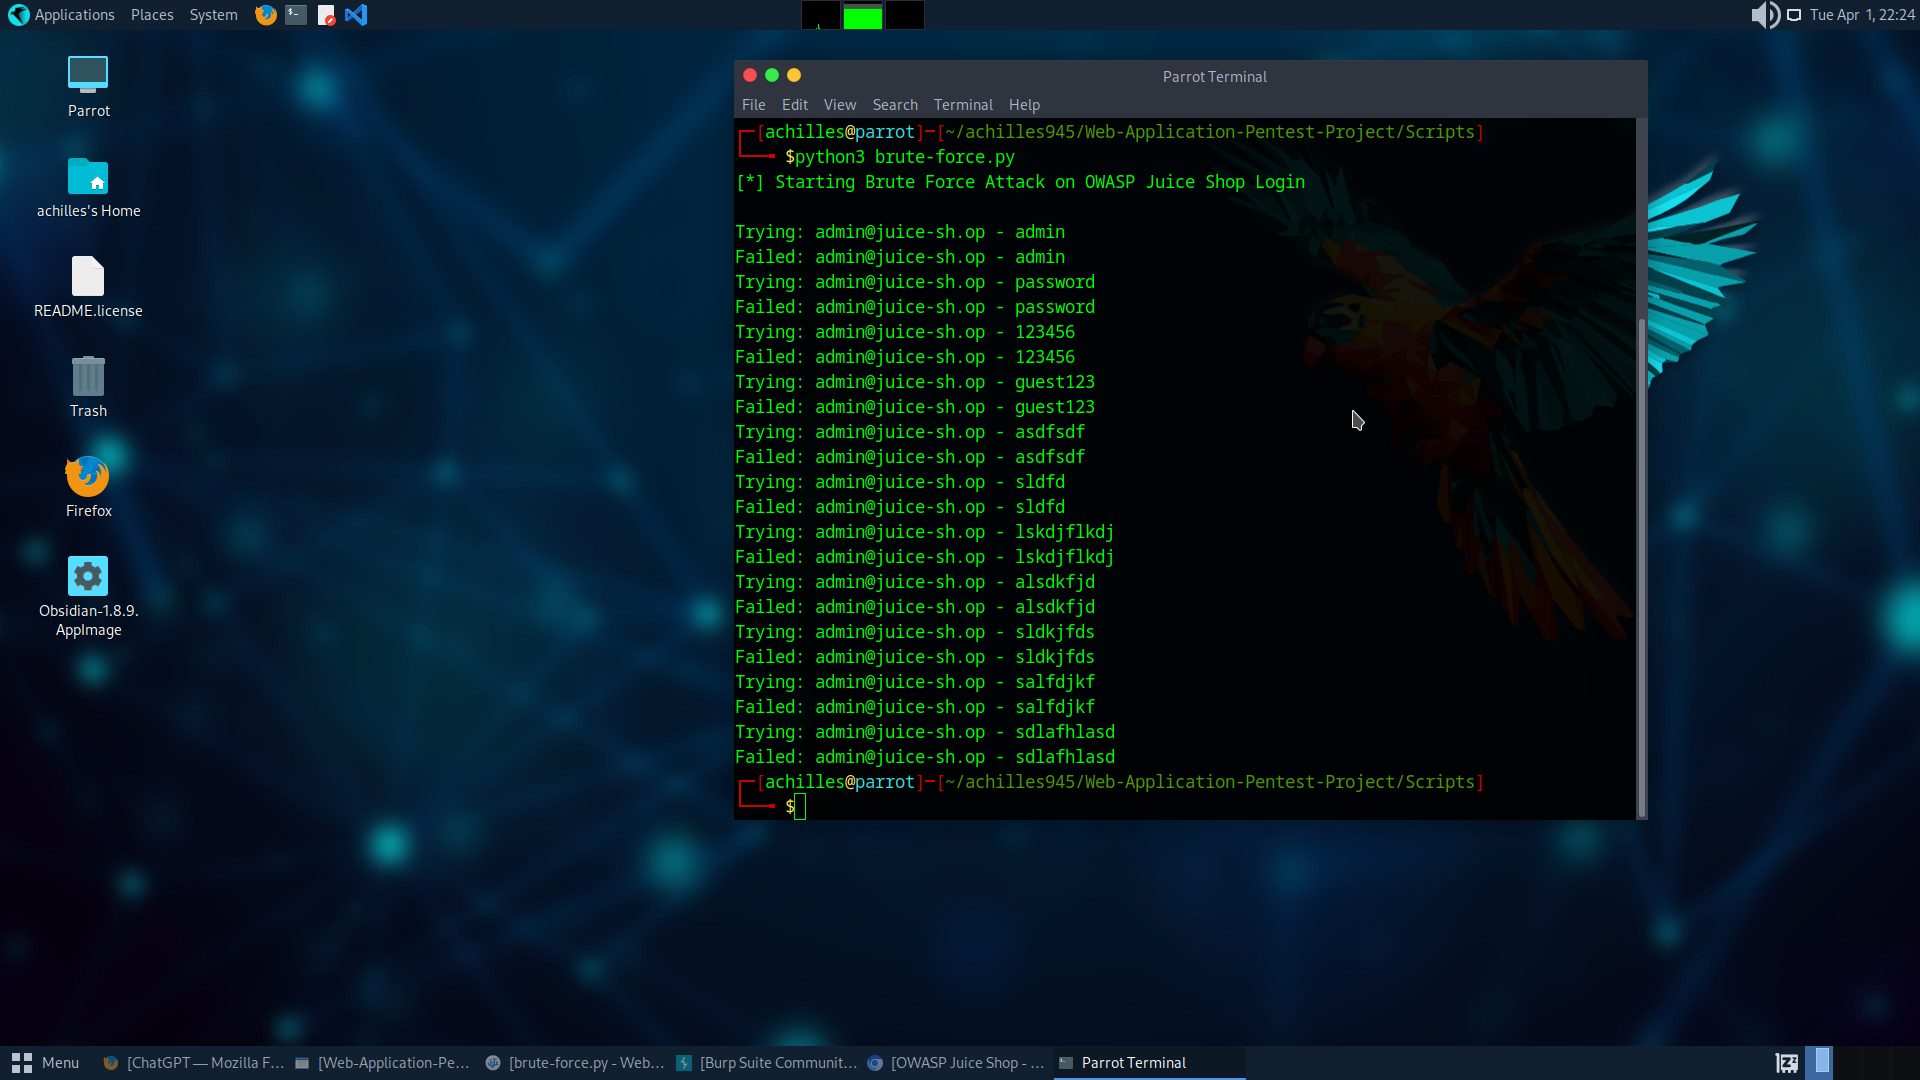 Applications Places System
Tue Apr 1, 22:24
Parrot
achilles's Home
README.license
Trash
Firefox
Obsidian-1.8.9.
AppImage
Parrot Terminal
File Edit View Search Terminal Help
[achilles@parrot]─[~/achilles945/Web-Application-Pentest-Project/Scripts]
$python3 brute-force.py
[*] Starting Brute Force Attack on OWASP Juice Shop Login
Trying: admin@juice-sh.op - admin
Failed: admin@juice-sh.op - admin
Trying: admin@juice-sh.op - password
Failed: admin@juice-sh.op - password
Trying: admin@juice-sh.op - 123456
Failed: admin@juice-sh.op - 123456
Trying: admin@juice-sh.op - guest123
Failed: admin@juice-sh.op - guest123
Trying: admin@juice-sh.op - asdfsdf
Failed: admin@juice-sh.op - asdfsdf
Trying: admin@juice-sh.op - sldfd
Failed: admin@juice-sh.op - sldfd
Trying: admin@juice-sh.op - lskdjflkdj
Failed: admin@juice-sh.op - lskdjflkdj
Trying: admin@juice-sh.op - alsdkfjd
Failed: admin@juice-sh.op - alsdkfjd
Trying: admin@juice-sh.op - sldkjfds
Failed: admin@juice-sh.op - sldkjfds
Trying: admin@juice-sh.op - salfdjkf
Failed: admin@juice-sh.op - salfdjkf
Trying: admin@juice-sh.op - sdlafhlasd
Failed: admin@juice-sh.op - sdlafhlasd
[achilles@parrot]─[~/achilles945/Web-Application-Pentest-Project/Scripts]
$
Menu [ChatGPT — Mozilla F... [Web-Application-Pe... [brute-force.py - Web... [Burp Suite Communit... [OWASP Juice Shop - ... Parrot Terminal